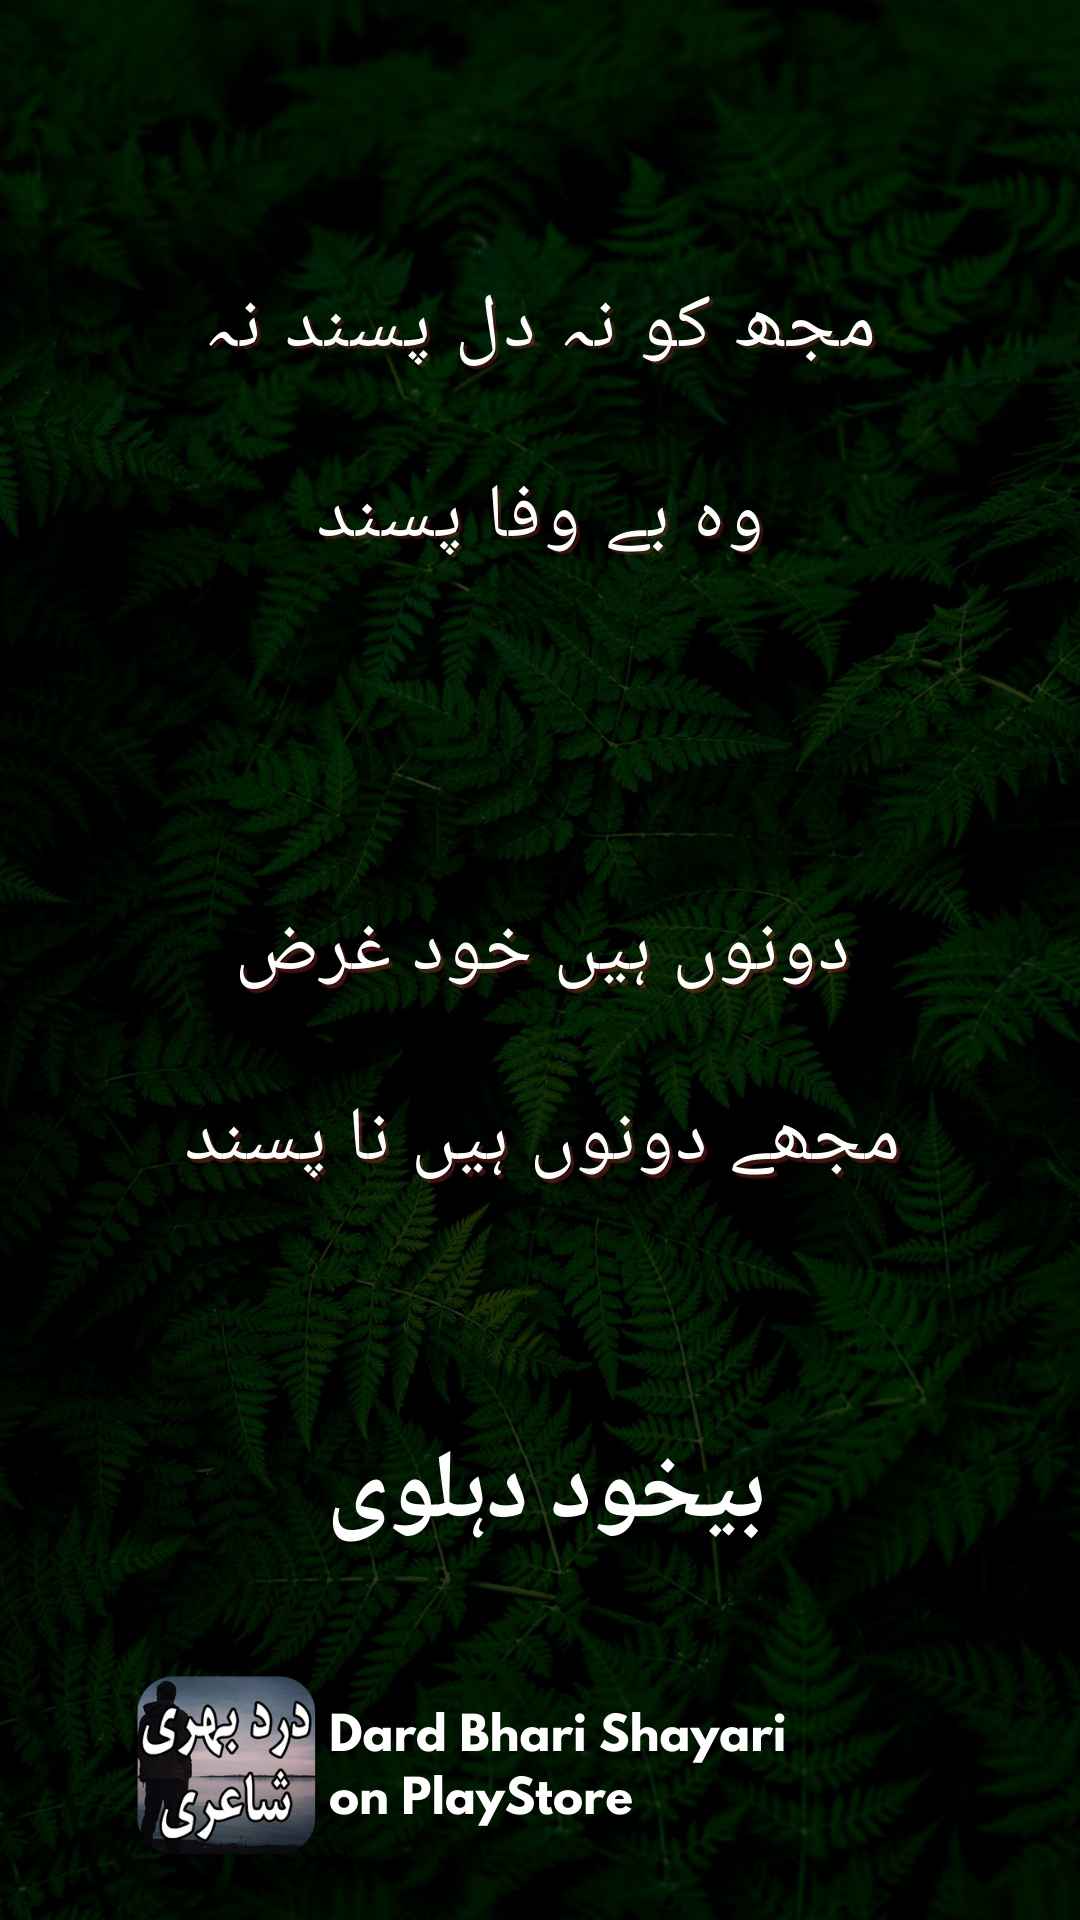 مجھ کو نہ دل پسند نہ
وہ بے وفا پسند
دونوں ہیں خود غرض
مجھے دونوں ہیں نا پسند
بیخود دہلوی
درد بھری
شاعری
Dard Bhari Shayari
on PlayStore